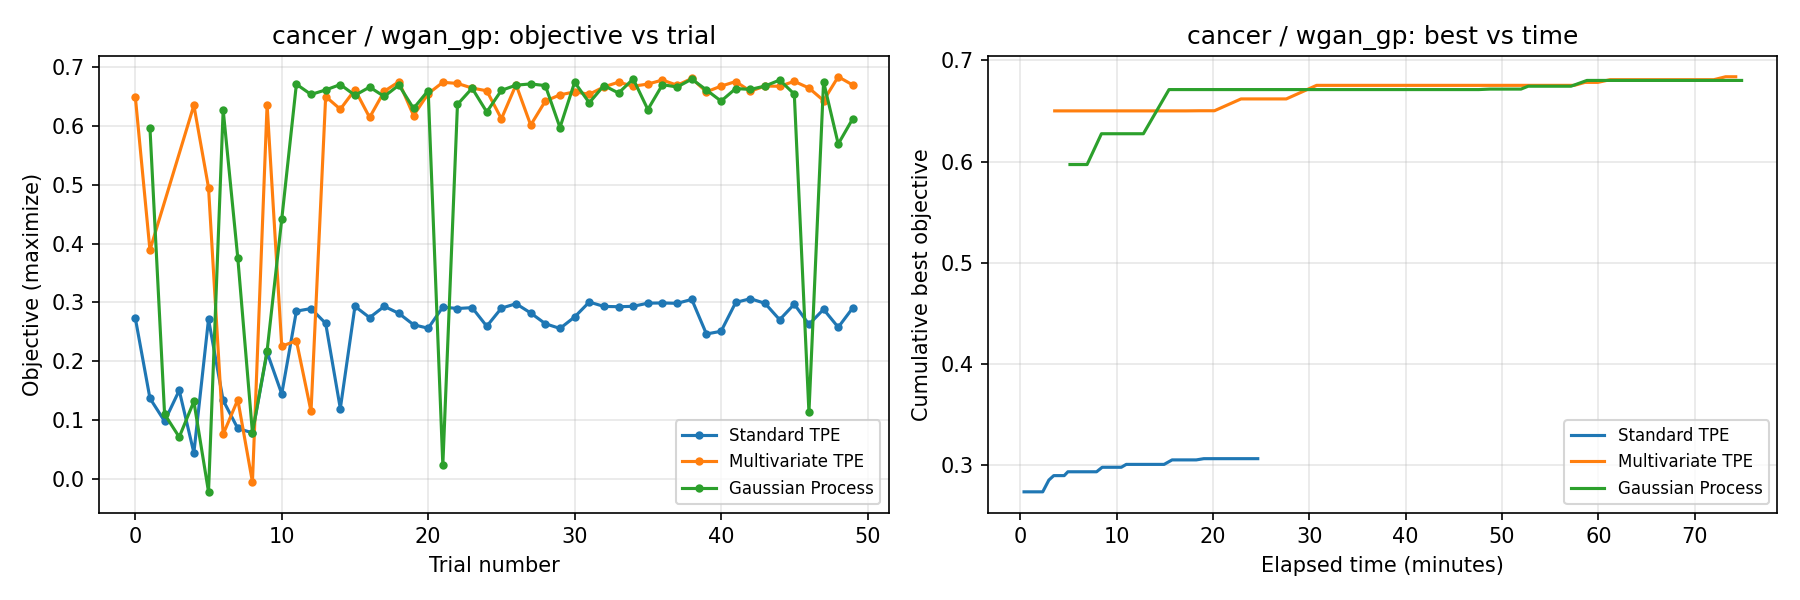 cancer / wgan_gp: objective vs trial
Objective (maximize)
0.7
0.6
0.5
0.4
0.3
0.2
0.1
0.0
0
10
20
30
40
50
Trial number
Standard TPE
Multivariate TPE
Gaussian Process
cancer / wgan_gp: best vs time
Cumulative best objective
0.7
0.6
0.5
0.4
0.3
0
10
20
30
40
50
60
70
Elapsed time (minutes)
Standard TPE
Multivariate TPE
Gaussian Process